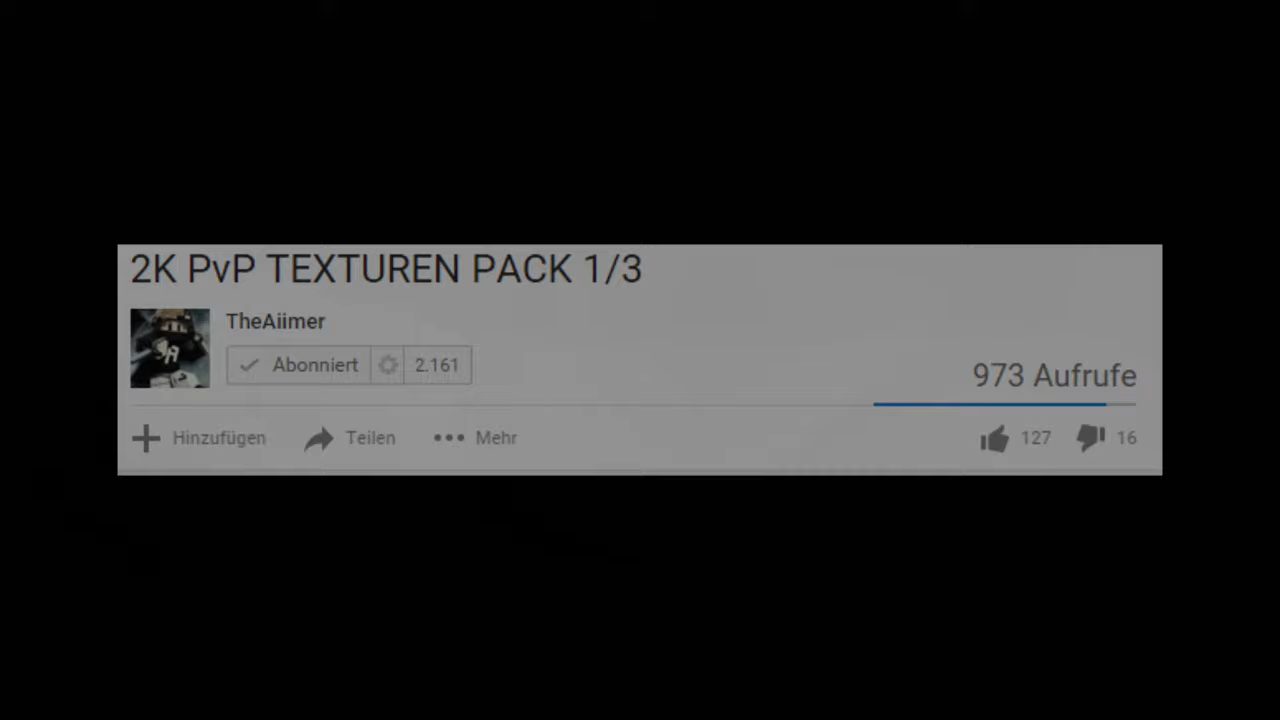 2K PvP TEXTUREN PACK 1/3
TheAiimer
Abonniert 2.161
973 Aufrufe
Hinzufügen Teilen Mehr 127 16